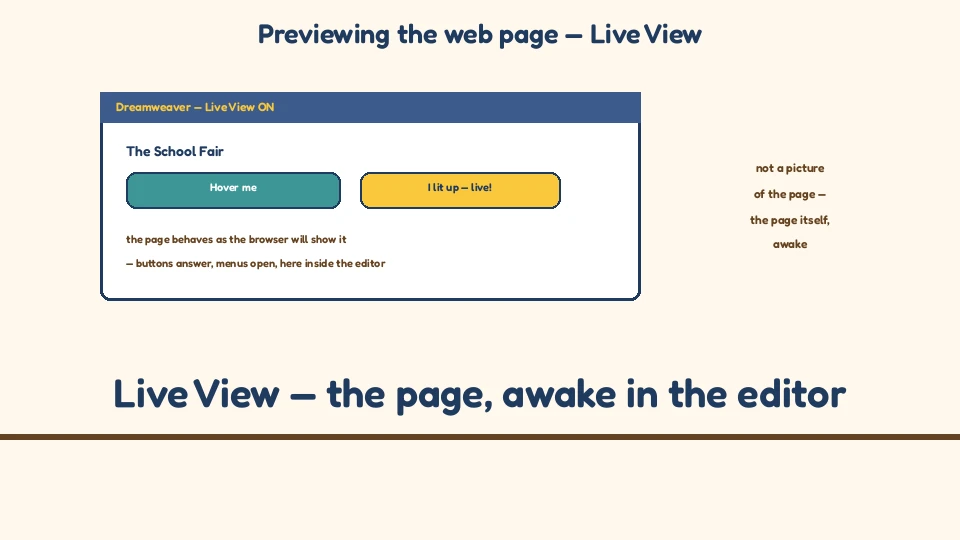 Previewing the web page — Live View
Dreamweaver — Live View ON
The School Fair
Hover me
I lit up — live!
the page behaves as the browser will show it
— buttons answer, menus open, here inside the editor
not a picture
of the page —
the page itself,
awake
Live View — the page, awake in the editor